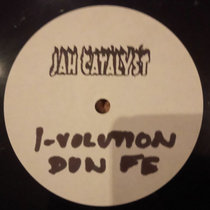 JAH CATALYST
I-VOLUTION
DUN FE